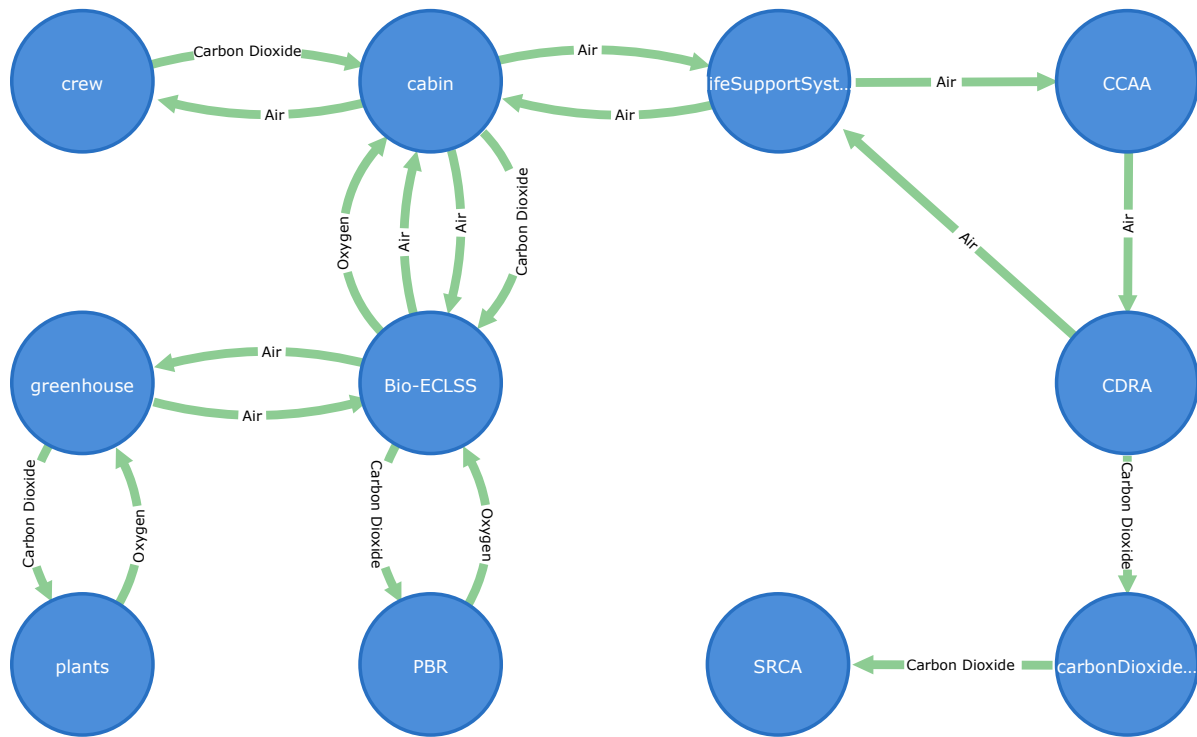 Carbon Dioxide
Air
crew
cabin
ifeSupportSyst...
Air
CCAA
Air
Air
Oxygen
Air
Air
Carbon Dioxide
Air
Air
Air
greenhouse
Bio-ECLSS
CDRA
Air
Carbon Dioxide
Oxygen
Carbon Dioxide
Oxygen
Carbon Dioxide
plants
PBR
SRCA
Carbon Dioxide
carbonDioxide...